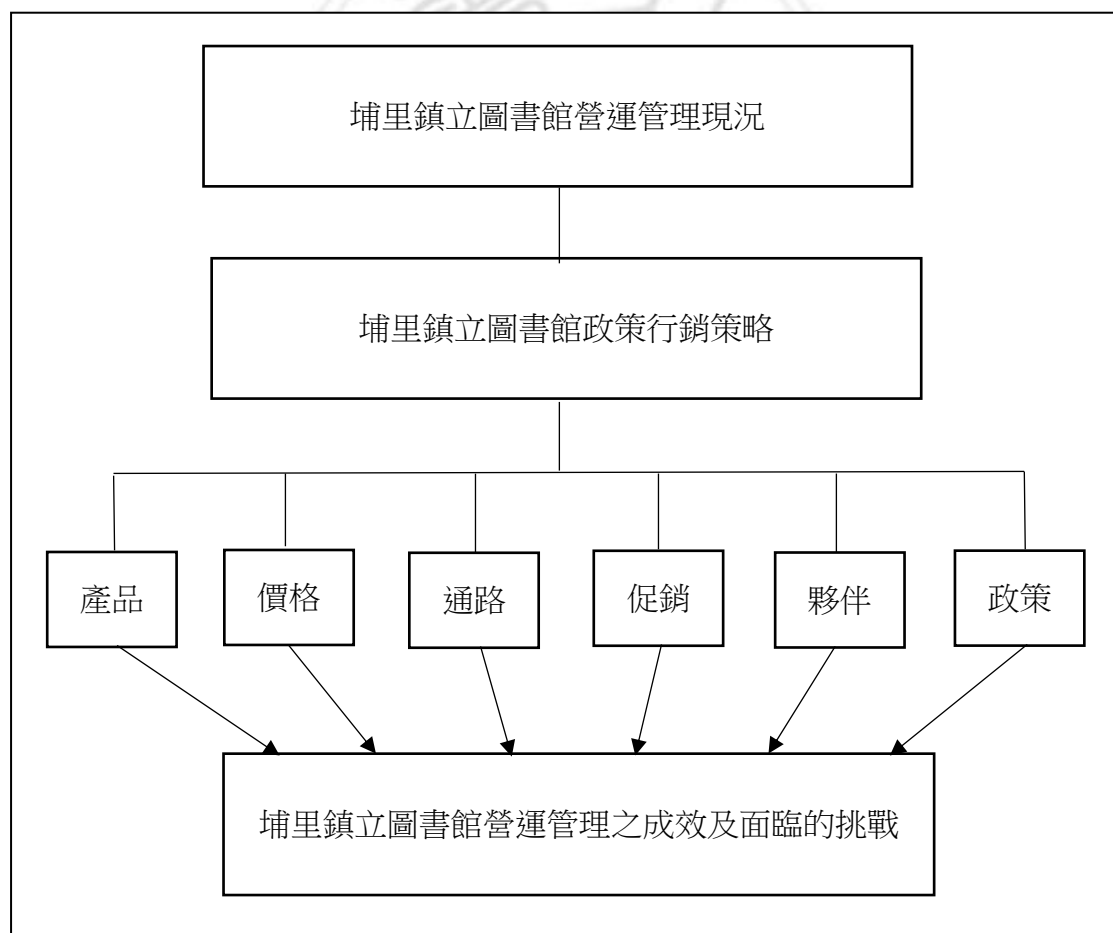 埔里鎮立圖書館營運管理現況
埔里鎮立圖書館政策行銷策略
產品
價格
通路
促銷
夥伴
政策
埔里鎮立圖書館營運管理之成效及面臨的挑戰